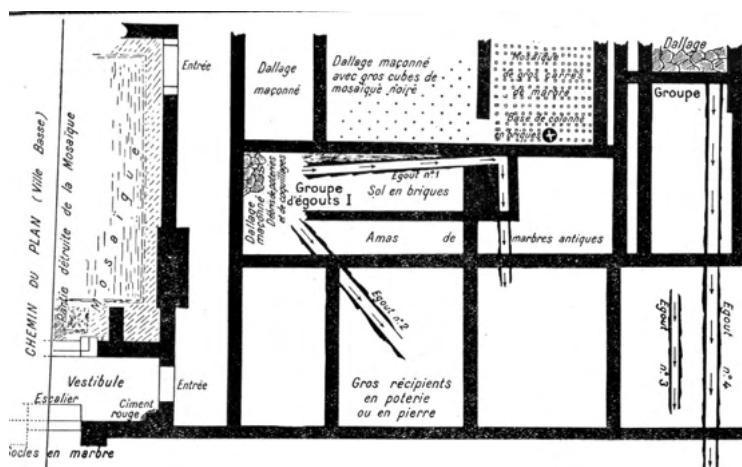 CHEMIN DU PLAN (Ville Basse)
Partie détruite de la Mosaïque
Mosaïque
Entrée
Vestibule
Escalier
Ciment
rouge
Entrée
Socles en marbre
Dallage
maçonné
Dallage maçonné
avec gros cubes de
mosaïque noire
Mosaïque
de gros carrés
de marbre
Base de colonne
en briques
Dallage
Groupe
Dallage
maçonné
Débris de poteries
et de coquillages
Groupe
d'égouts I
Egout n°1
Sol en briques
Amas de marbres antiques
Egout n°2
Gros récipients
en poterie
ou en pierre
Egout n°3
Egout n°4